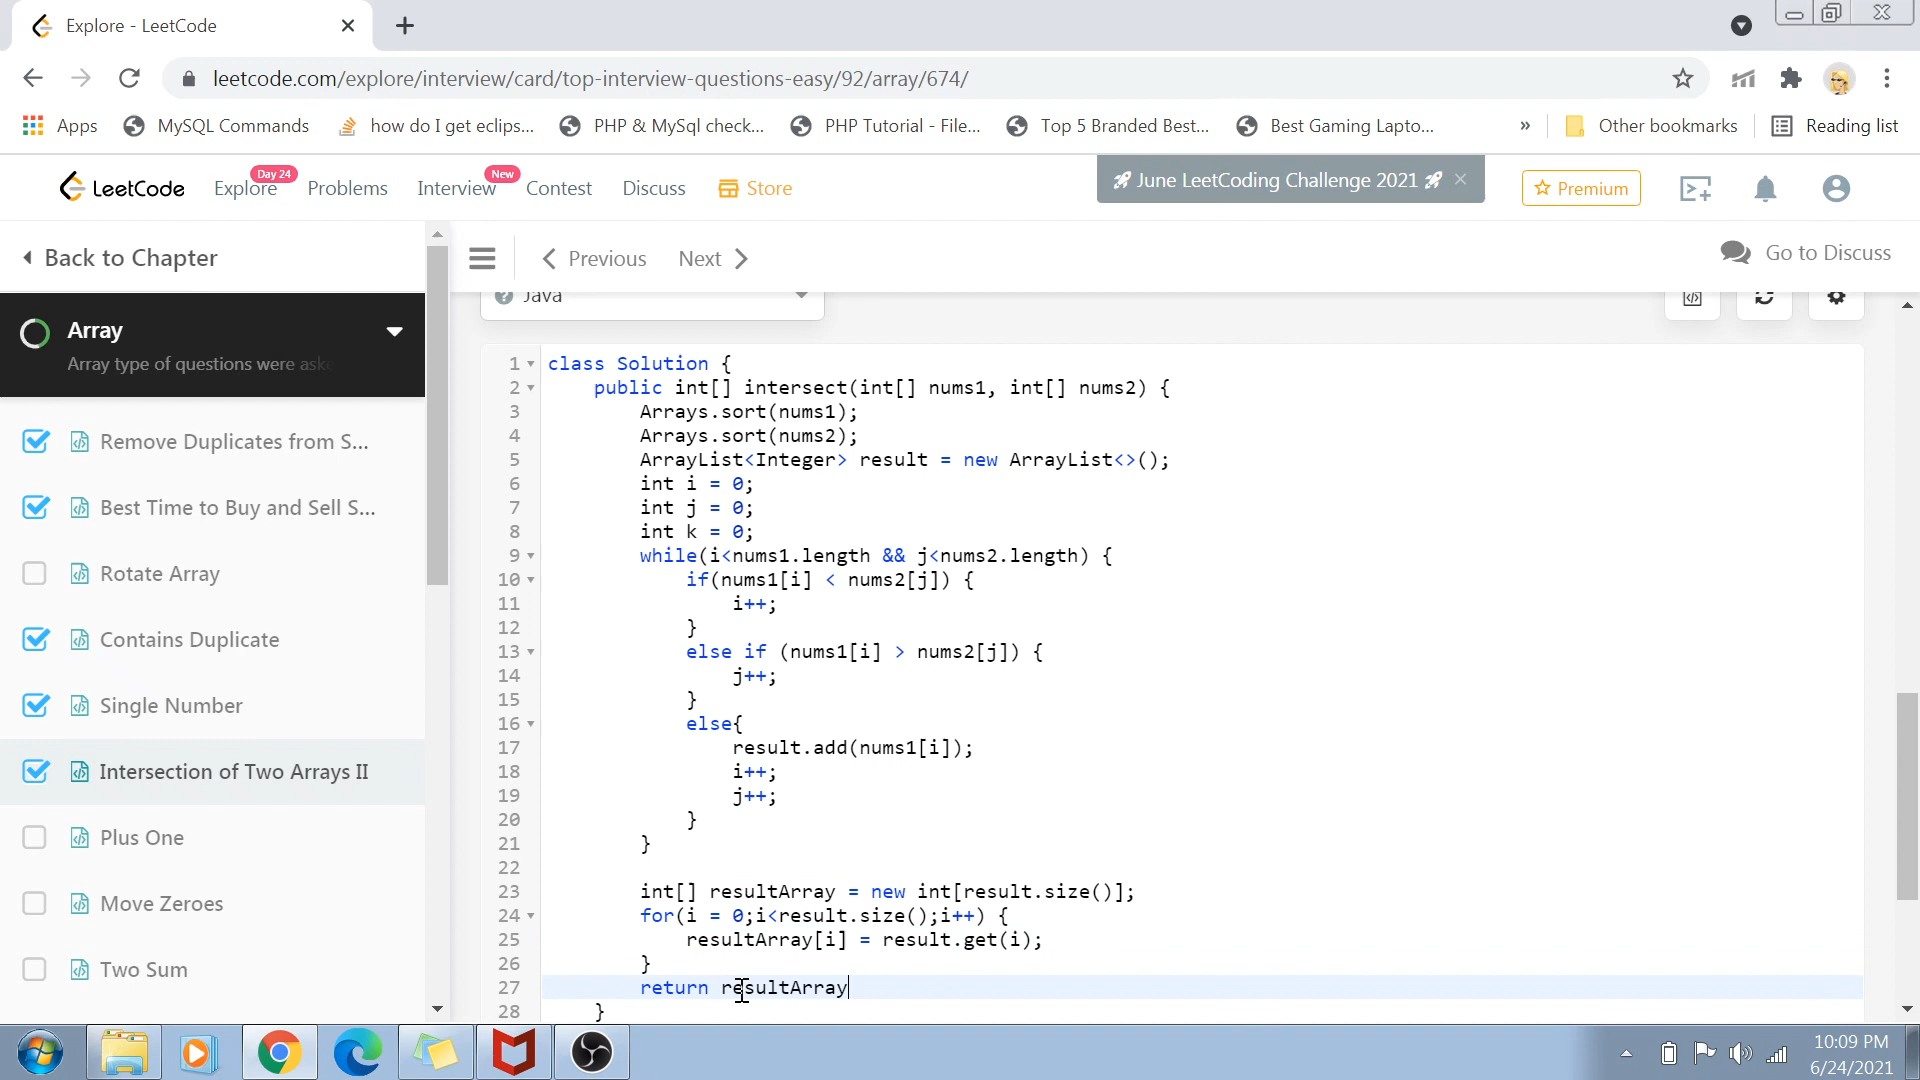 Explore - LeetCode
leetcode.com/explore/interview/card/top-interview-questions-easy/92/array/674/
Apps MySQL Commands how do I get eclips... PHP & MySql check... PHP Tutorial - File... Top 5 Branded Best... Best Gaming Lapto... » Other bookmarks Reading list
LeetCode Explore Day 24 Problems Interview New Contest Discuss Store June LeetCoding Challenge 2021 Premium
Back to Chapter
Previous Next Go to Discuss
Java
Array
Array type of questions were aske
Remove Duplicates from S...
Best Time to Buy and Sell S...
Rotate Array
Contains Duplicate
Single Number
Intersection of Two Arrays II
Plus One
Move Zeroes
Two Sum
1 class Solution {
2 public int[] intersect(int[] nums1, int[] nums2) {
3 Arrays.sort(nums1);
4 Arrays.sort(nums2);
5 ArrayList<Integer> result = new ArrayList<>();
6 int i = 0;
7 int j = 0;
8 int k = 0;
9 while(i<nums1.length && j<nums2.length) {
10 if(nums1[i] < nums2[j]) {
11 i++;
12 }
13 else if (nums1[i] > nums2[j]) {
14 j++;
15 }
16 else{
17 result.add(nums1[i]);
18 i++;
19 j++;
20 }
21 }
22
23 int[] resultArray = new int[result.size()];
24 for(i = 0;i<result.size();i++) {
25 resultArray[i] = result.get(i);
26 }
27 return resultArray
28 }
10:09 PM
6/24/2021